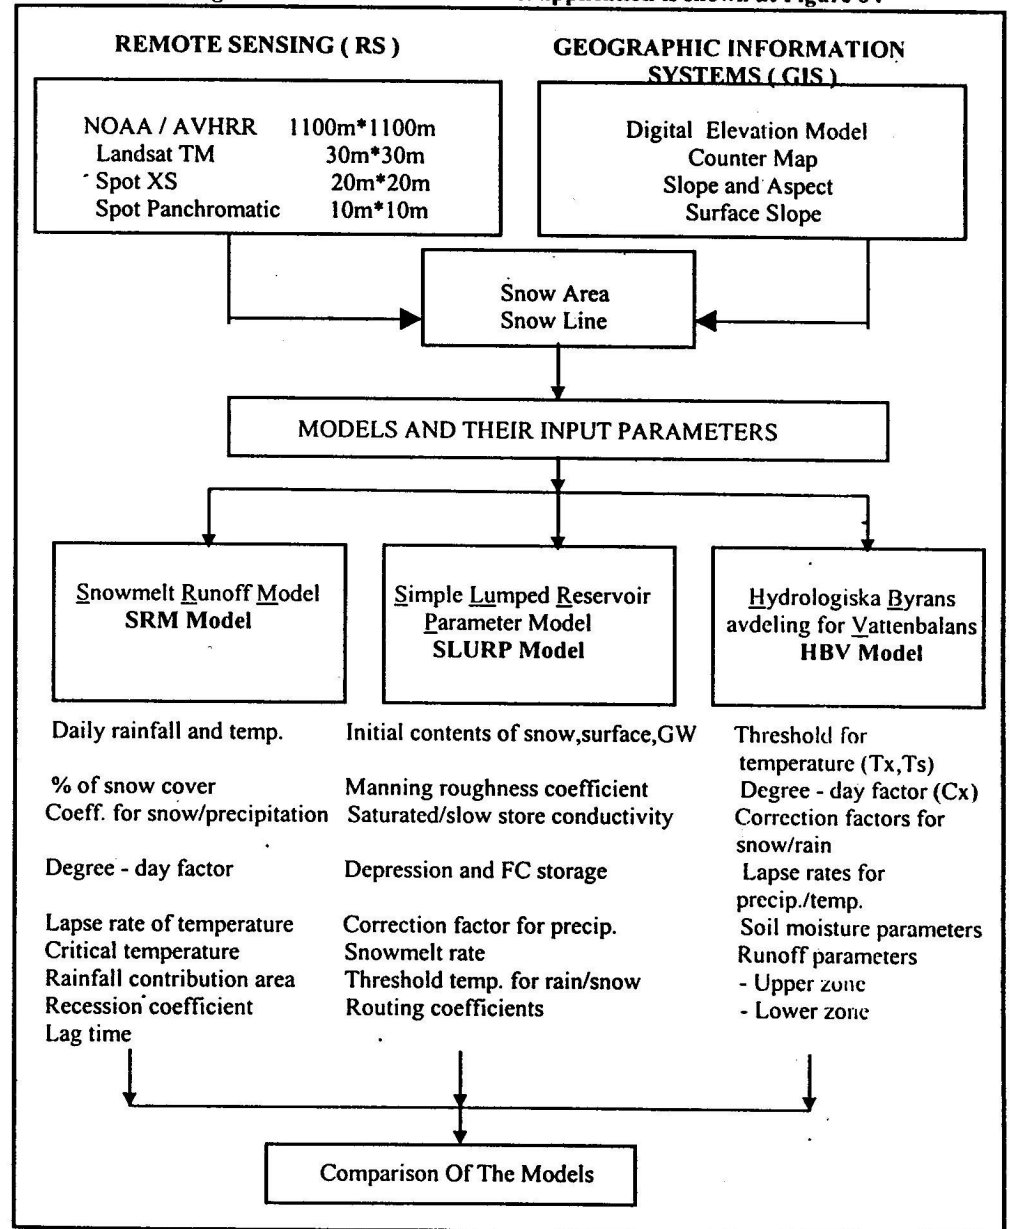 application is shown at Figure
REMOTE SENSING ( RS )
GEOGRAPHIC INFORMATION
SYSTEMS ( GIS )
NOAA / AVHRR 1100m*1100m
Landsat TM 30m*30m
Spot XS 20m*20m
Spot Panchromatic 10m*10m
Digital Elevation Model
Counter Map
Slope and Aspect
Surface Slope
Snow Area
Snow Line
MODELS AND THEIR INPUT PARAMETERS
Snowmelt Runoff Model
SRM Model
Simple Lumped Reservoir
Parameter Model
SLURP Model
Hydrologiska Byrans
avdeling for Vattenbalans
HBV Model
Daily rainfall and temp.
% of snow cover
Coeff. for snow/precipitation
Degree - day factor
Lapse rate of temperature
Critical temperature
Rainfall contribution area
Recession coefficient
Lag time
Initial contents of snow,surface,GW
Manning roughness coefficient
Saturated/slow store conductivity
Depression and FC storage
Correction factor for precip.
Snowmelt rate
Threshold temp. for rain/snow
Routing coefficients
Threshold for
temperature (Tx,Ts)
Degree - day factor (Cx)
Correction factors for
snow/rain
Lapse rates for
precip./temp.
Soil moisture parameters
Runoff parameters
- Upper zone
- Lower zone
Comparison Of The Models